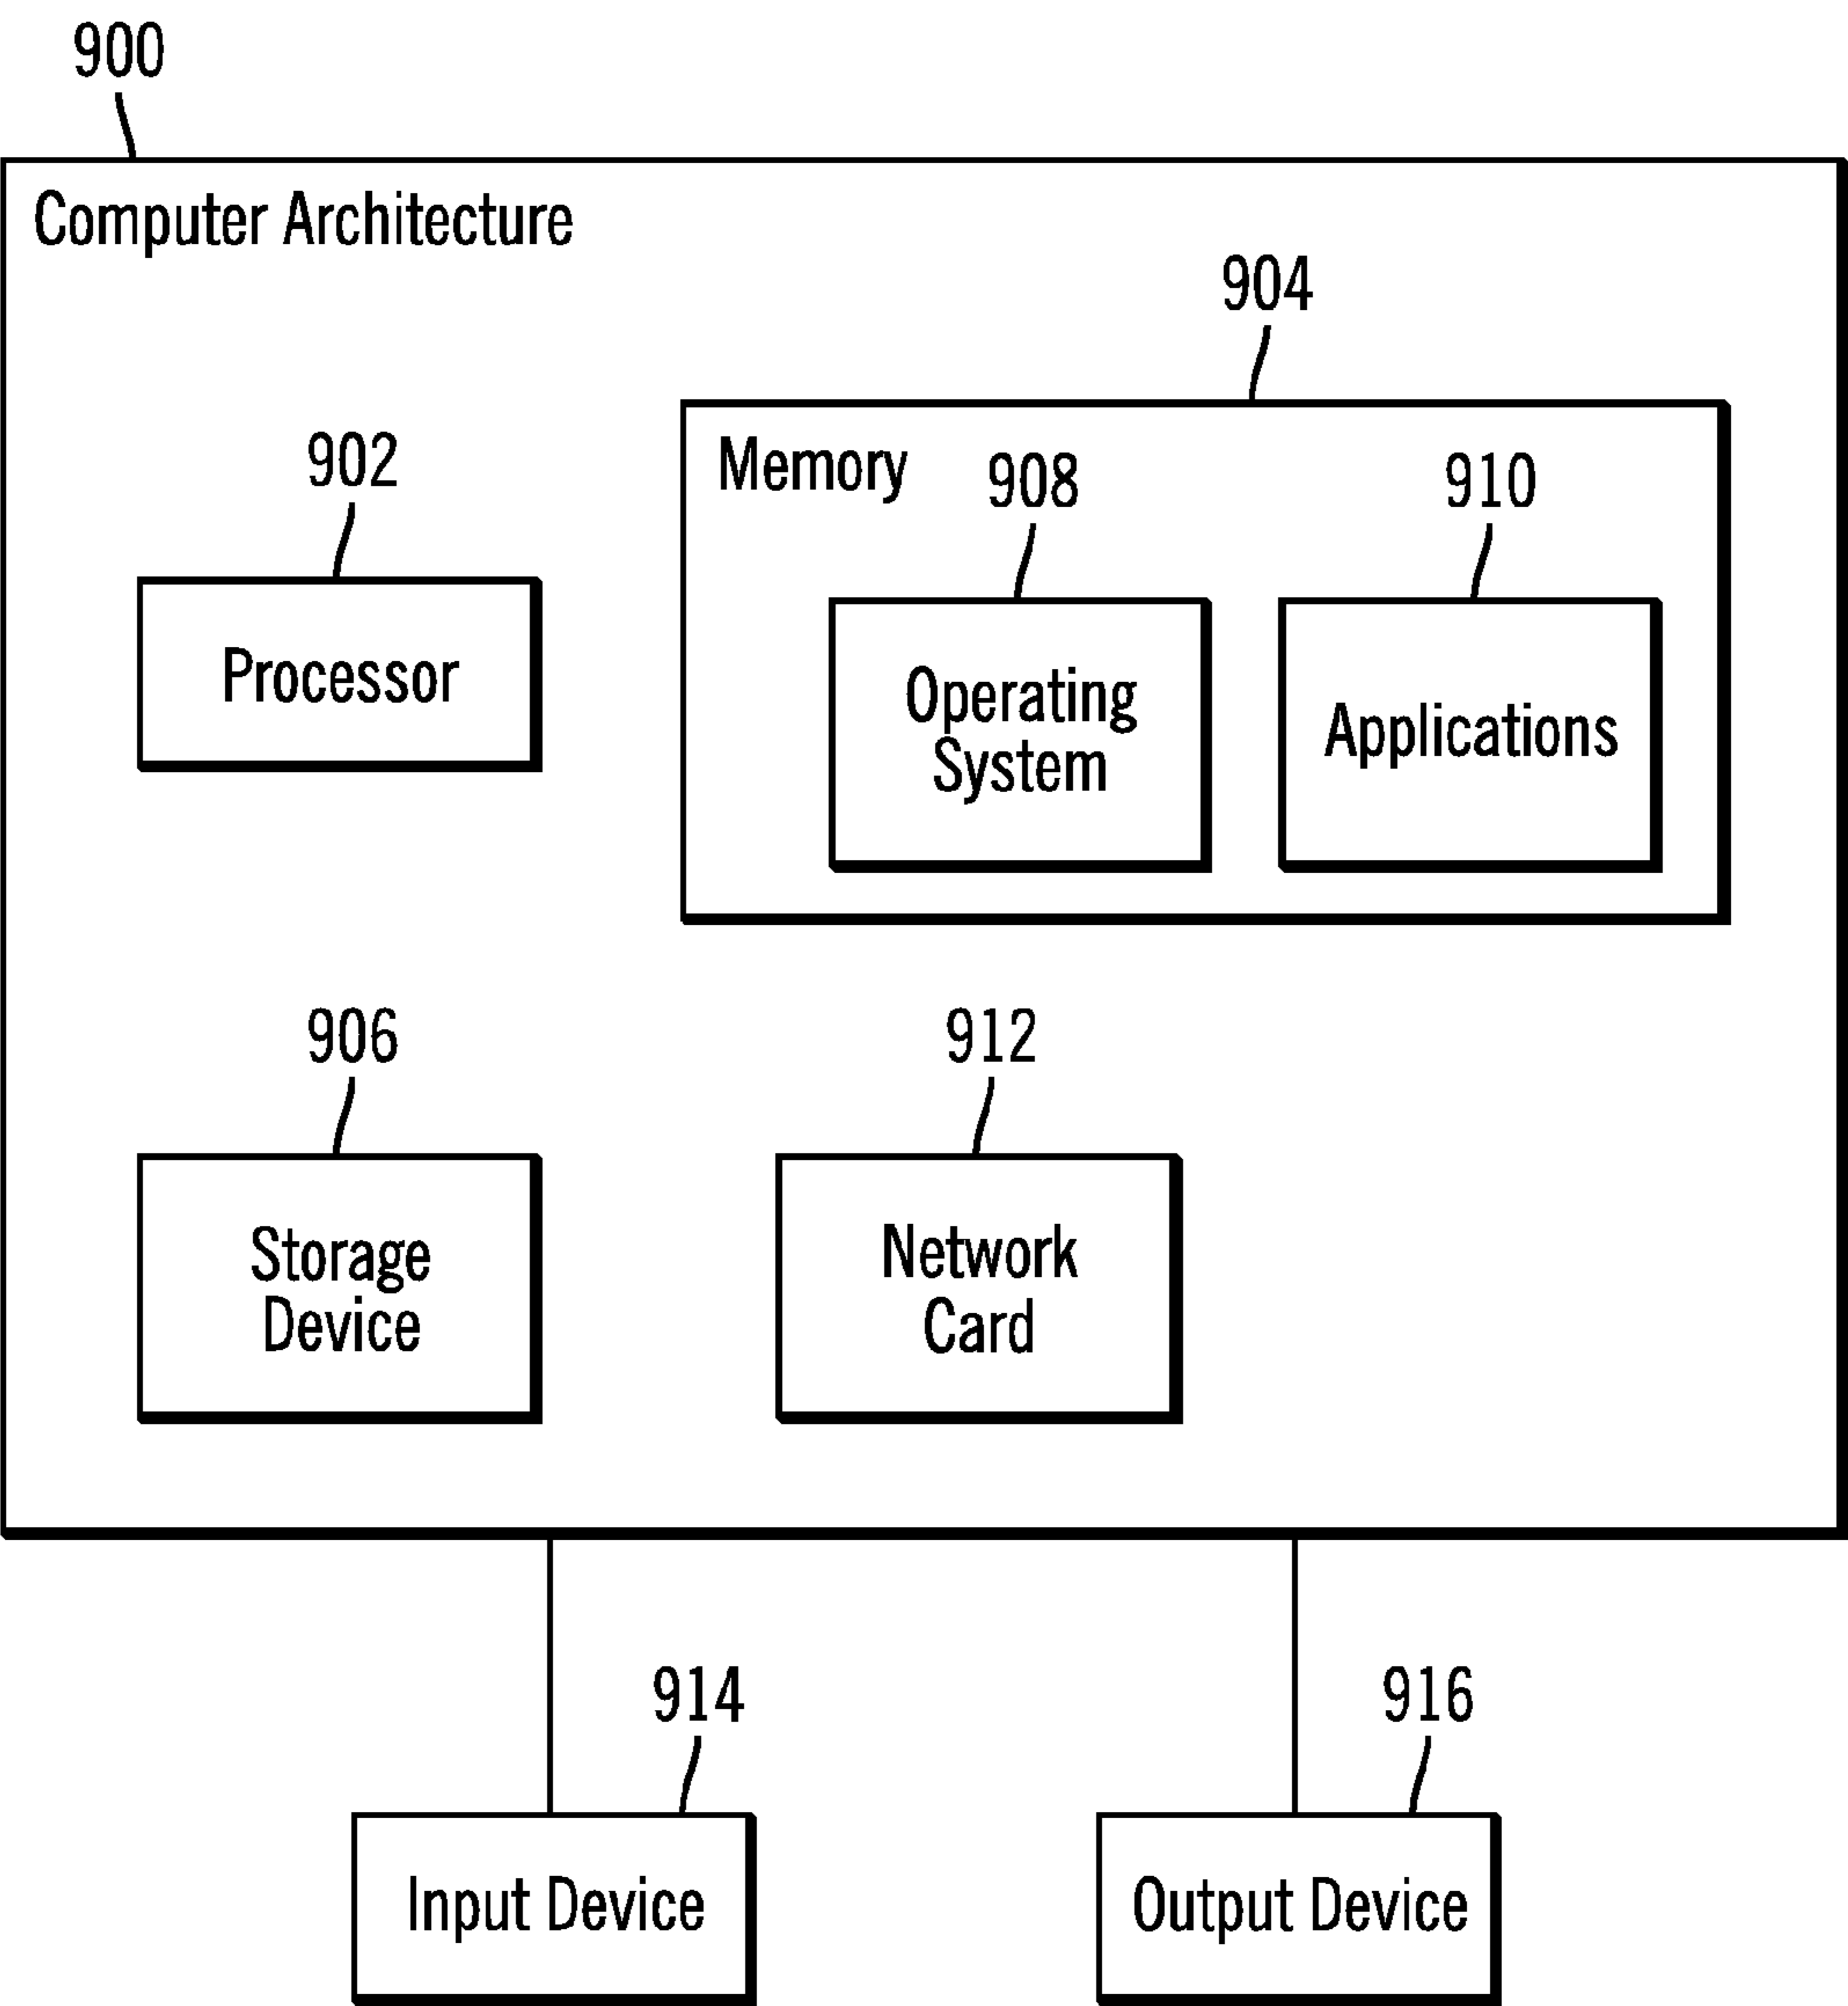 900
Computer Architecture
904
902
Memory
908
910
Processor
Operating
System
Applications
906
912
Storage
Device
Network
Card
914
916
Input Device
Output Device